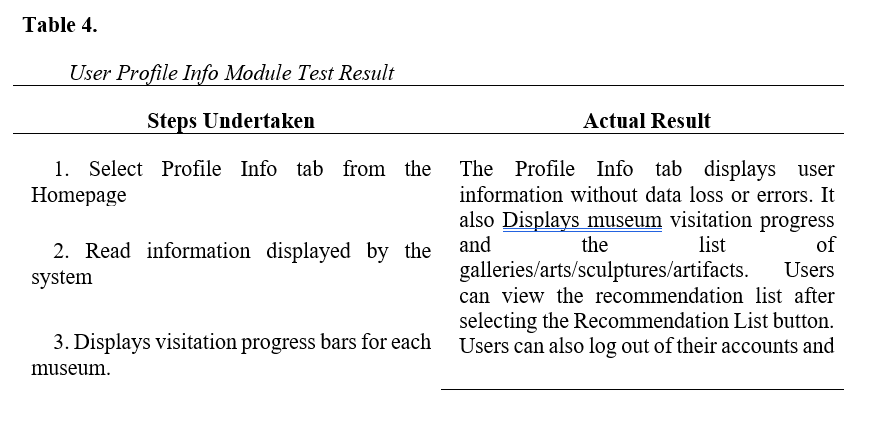 Table 4.
User Profile Info Module Test Result
Steps Undertaken
Actual Result
1. Select Profile Info tab from the
Homepage
2. Read information displayed by the
system
3. Displays visitation progress bars for each
museum.
The Profile Info tab displays user
information without data loss or errors. It
also Displays museum visitation progress
and the list of
galleries/arts/sculptures/artifacts. Users
can view the recommendation list after
selecting the Recommendation List button.
Users can also log out of their accounts and